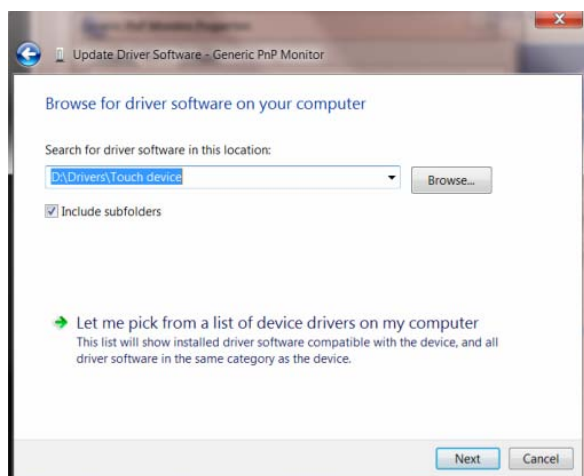 Update Driver Software - Generic PnP Monitor
Browse for driver software on your computer
Search for driver software in this location:
D:\Drivers\Touch device
Browse...
Include subfolders
Let me pick from a list of device drivers on my computer
This list will show installed driver software compatible with the device, and all
driver software in the same category as the device.
Next
Cancel